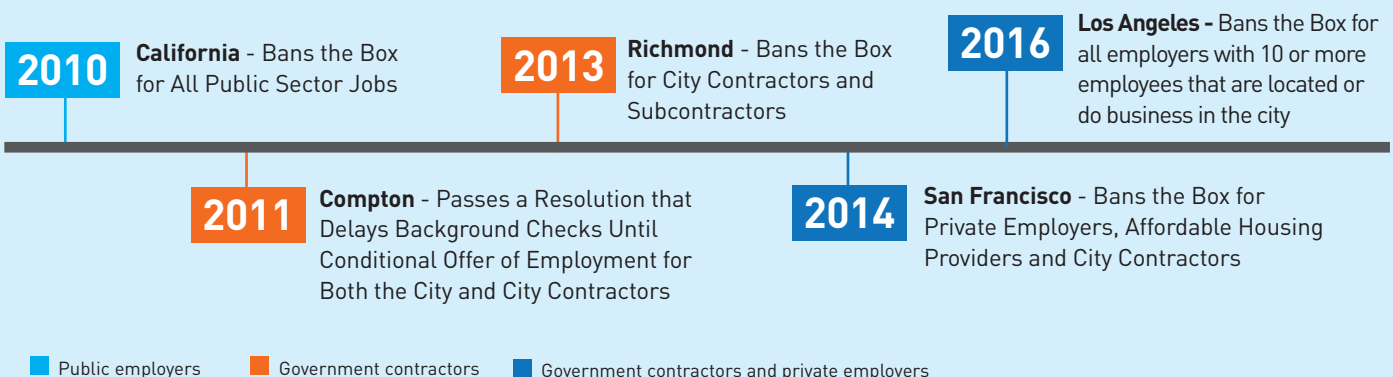 2010
California - Bans the Box
for All Public Sector Jobs
2011
Compton - Passes a Resolution that
Delays Background Checks Until
Conditional Offer of Employment for
Both the City and City Contractors
2013
Richmond - Bans the Box
for City Contractors and
Subcontractors
2014
San Francisco - Bans the Box for
Private Employers, Affordable Housing
Providers and City Contractors
2016
Los Angeles - Bans the Box for
all employers with 10 or more
employees that are located or
do business in the city
Public employers
Government contractors
Government contractors and private employers